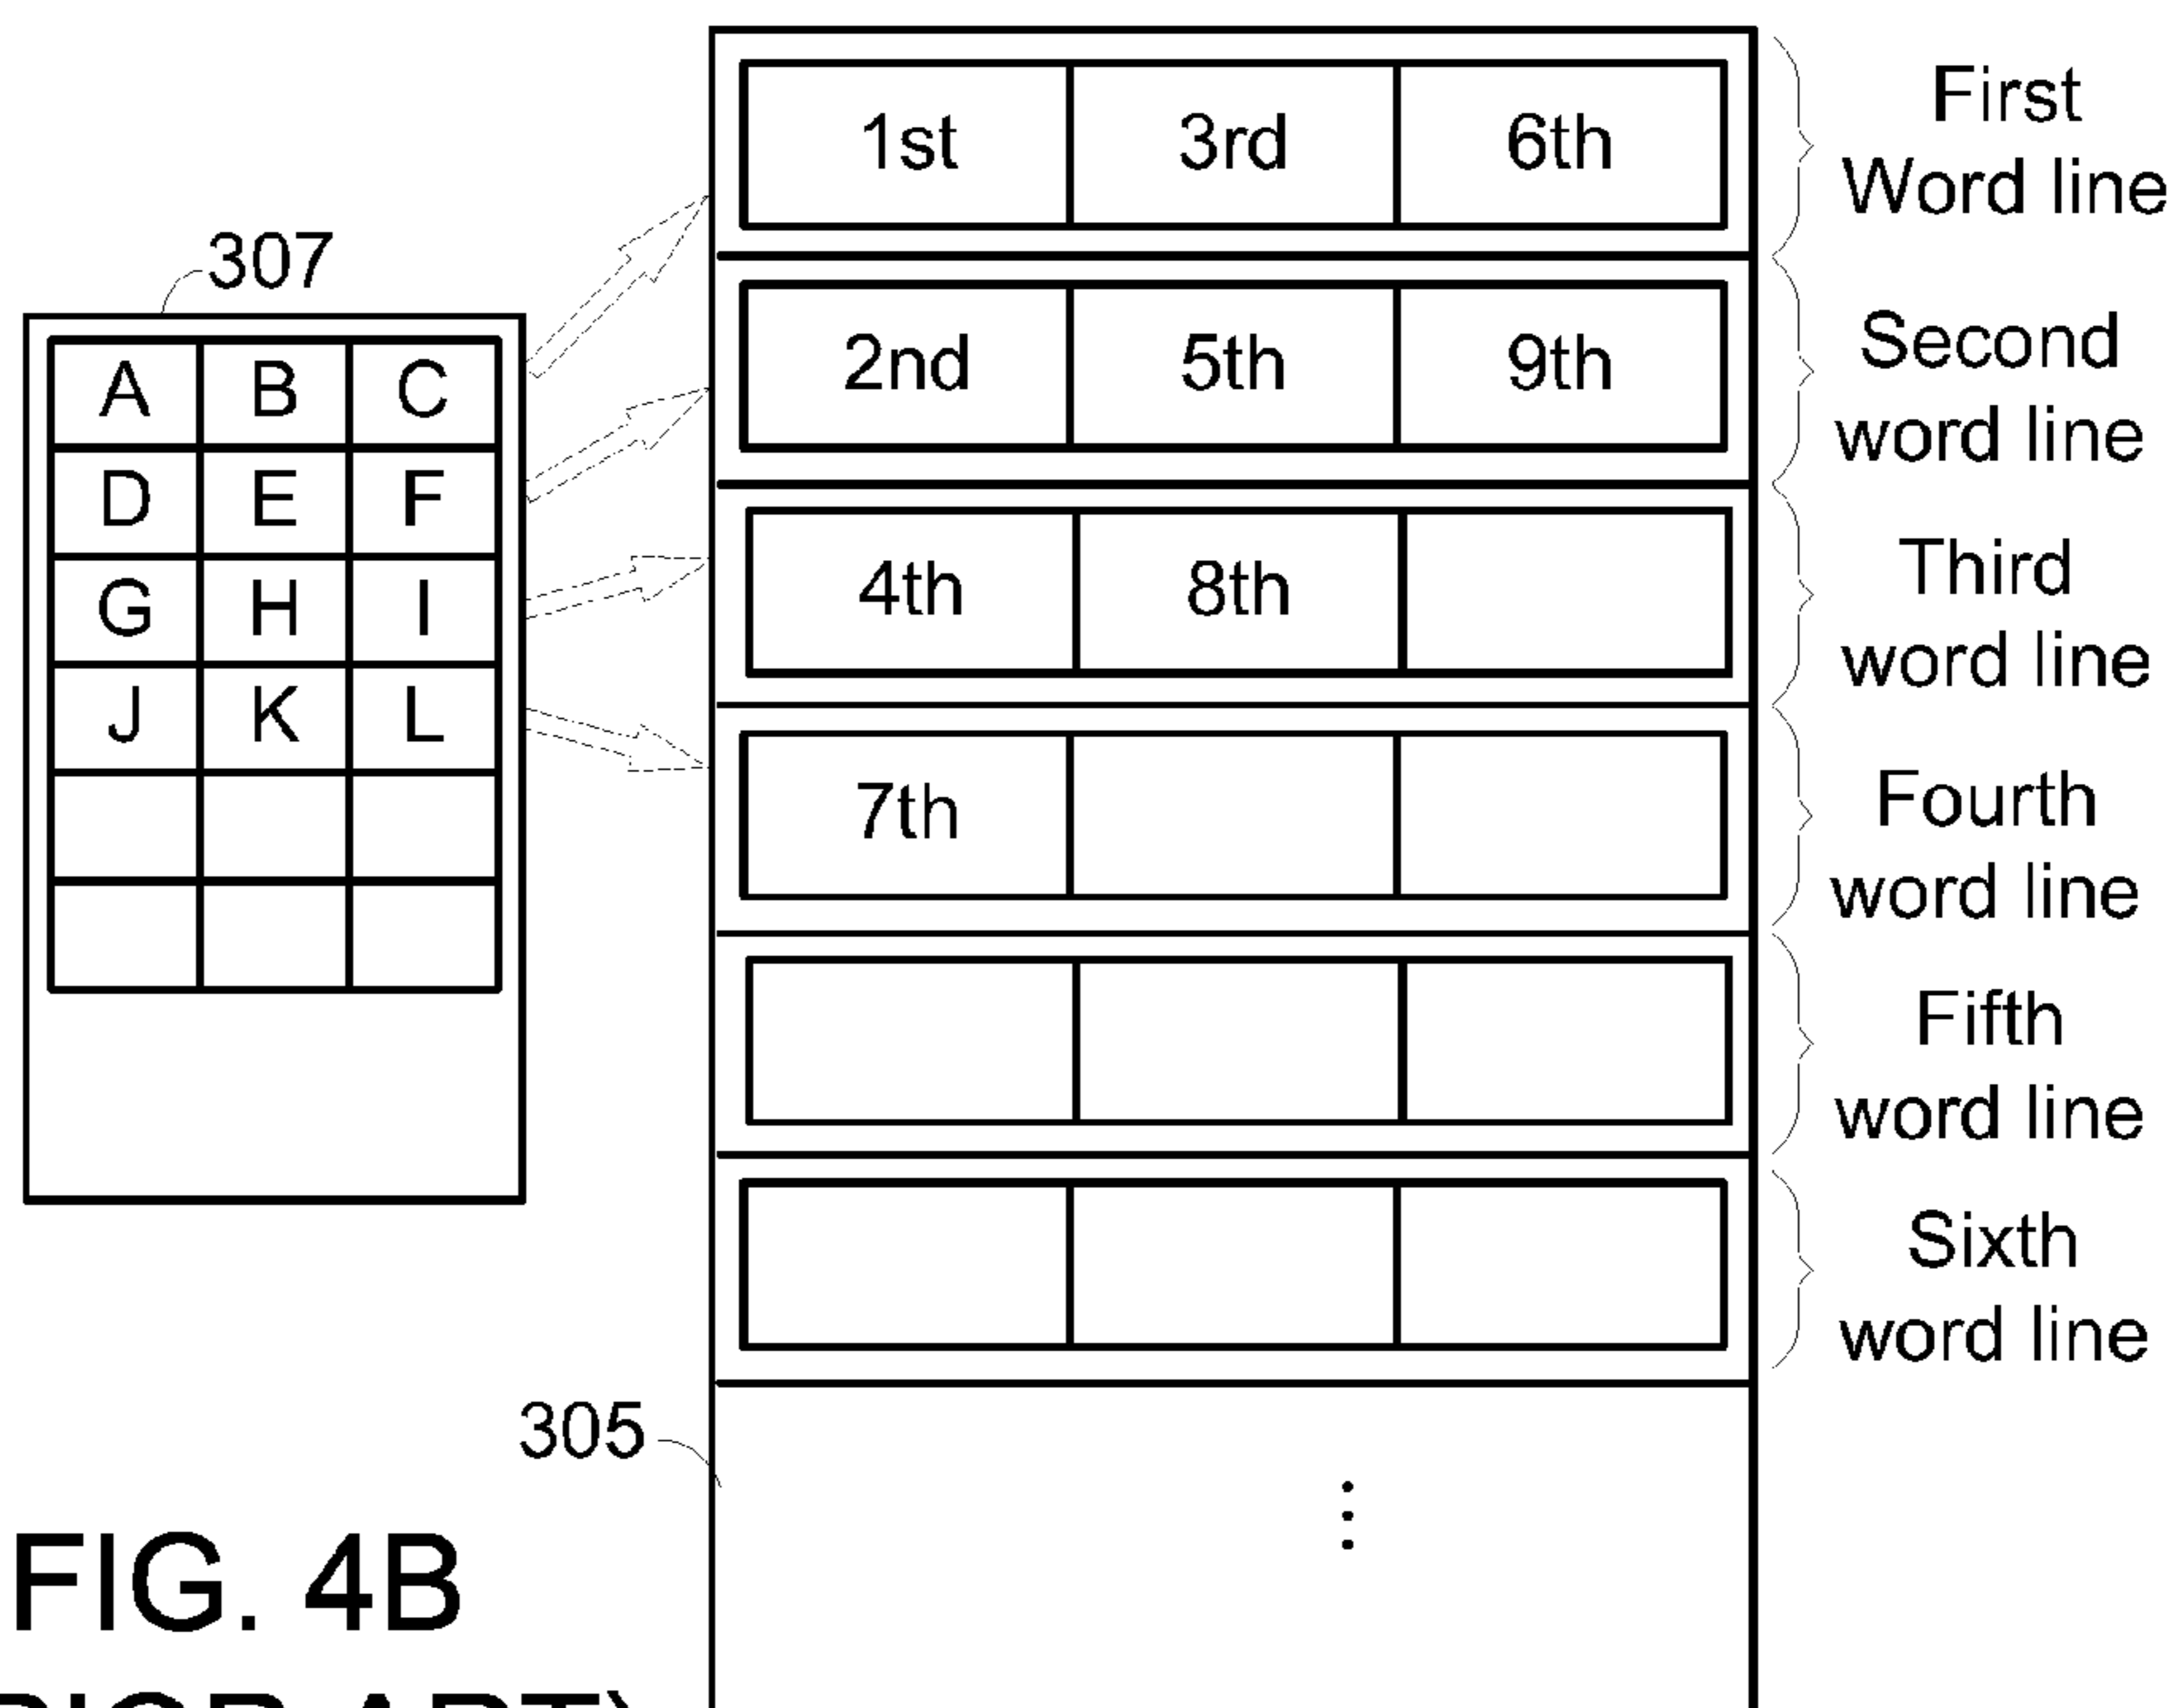 307
A B C
D E F
G H I
J K L
1st 3rd 6th
First
Word line
2nd 5th 9th
Second
word line
4th 8th
Third
word line
7th
Fourth
word line
Fifth
word line
Sixth
word line
305
FIG. 4B